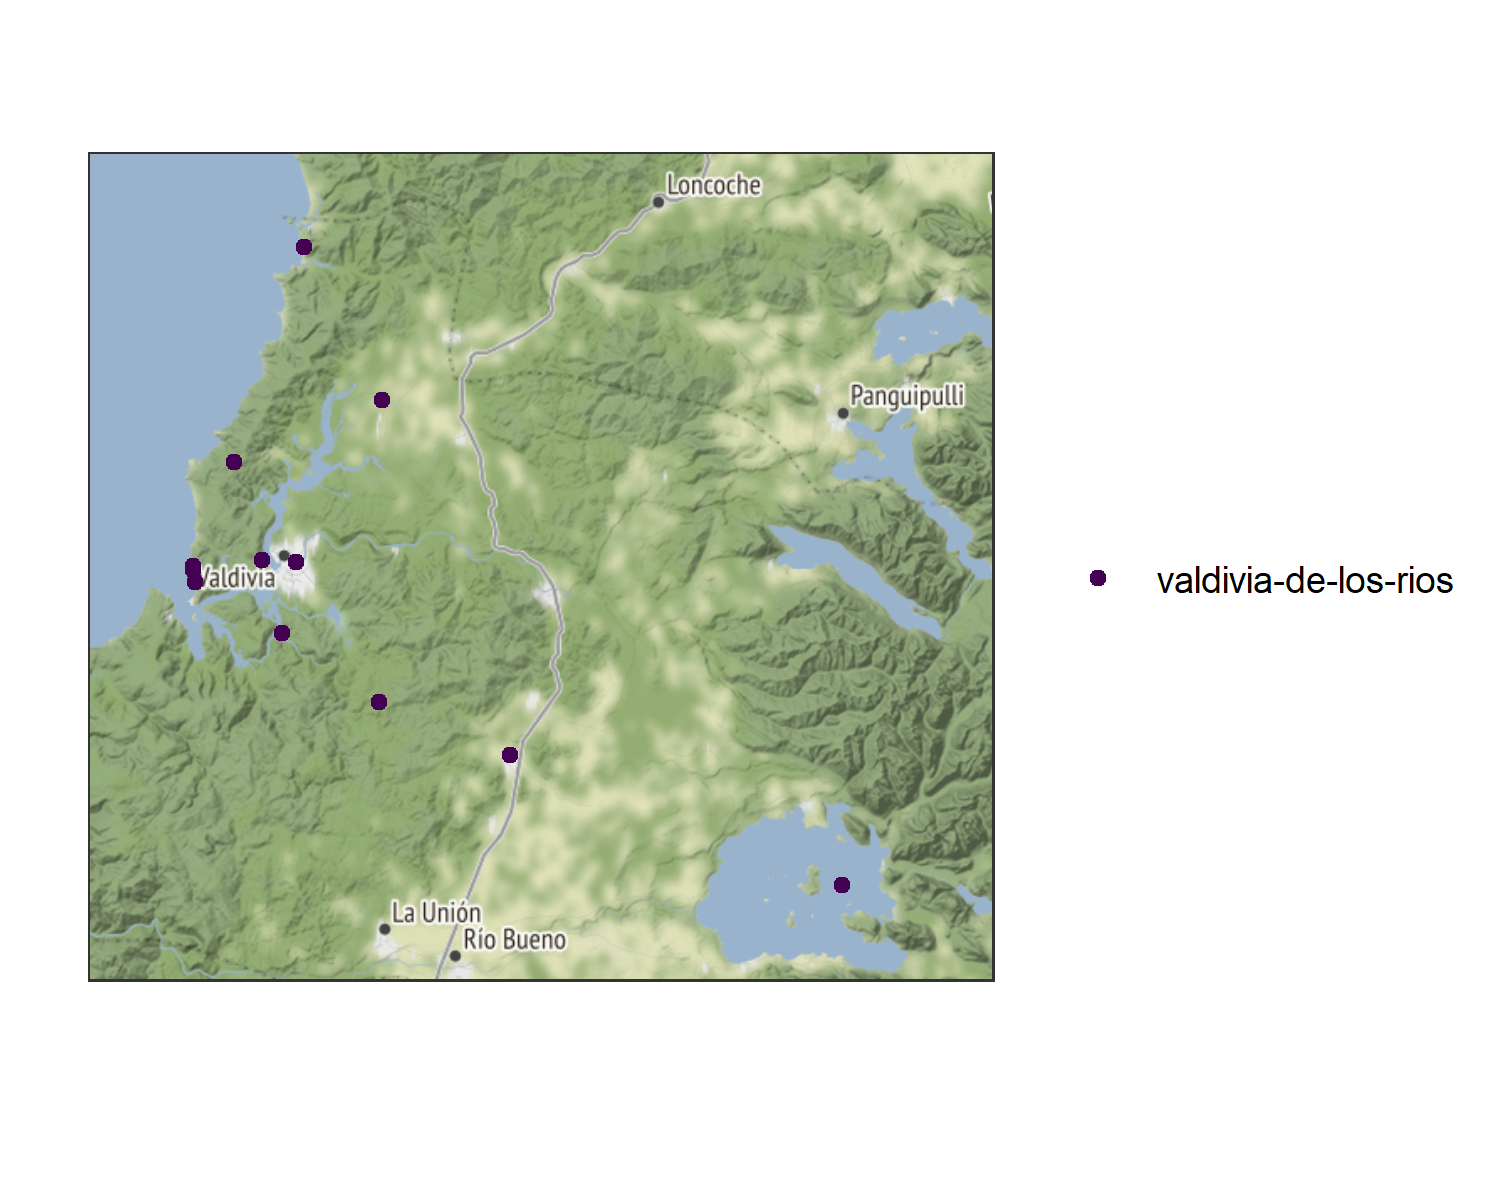 Loncoche
Panguipulli
Valdivia
valdivia-de-los-rios
La Unión
Río Bueno